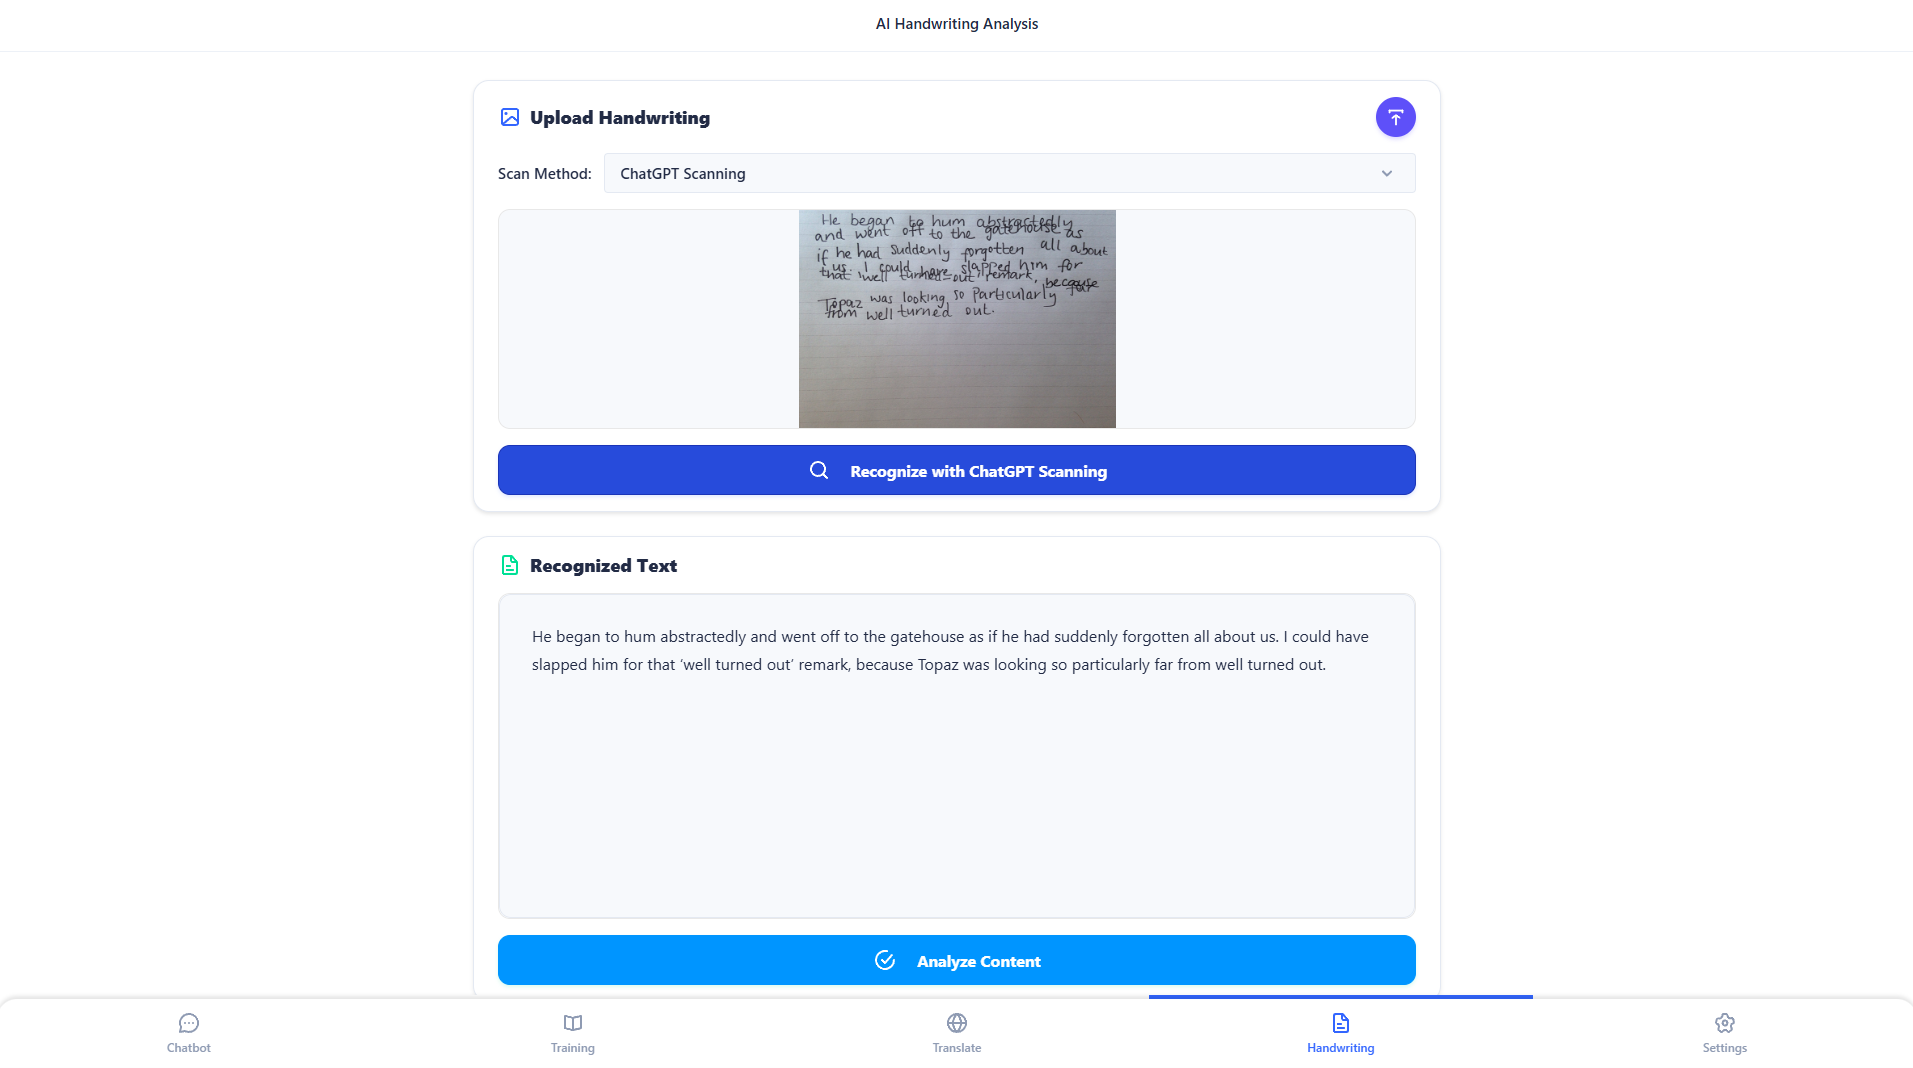 AI Handwriting Analysis
Upload Handwriting
Scan Method:
ChatGPT Scanning
He began to hum abstractedly
and went off to the gatehouse as
if he had suddenly forgotten all about
us. I could have slapped him for
that 'well turned-out' remark, because
Topaz was looking so particularly far
from well turned out.
Recognize with ChatGPT Scanning
Recognized Text
He began to hum abstractedly and went off to the gatehouse as if he had suddenly forgotten all about us. I could have
slapped him for that ‘well turned out’ remark, because Topaz was looking so particularly far from well turned out.
Analyze Content
Chatbot
Training
Translate
Handwriting
Settings